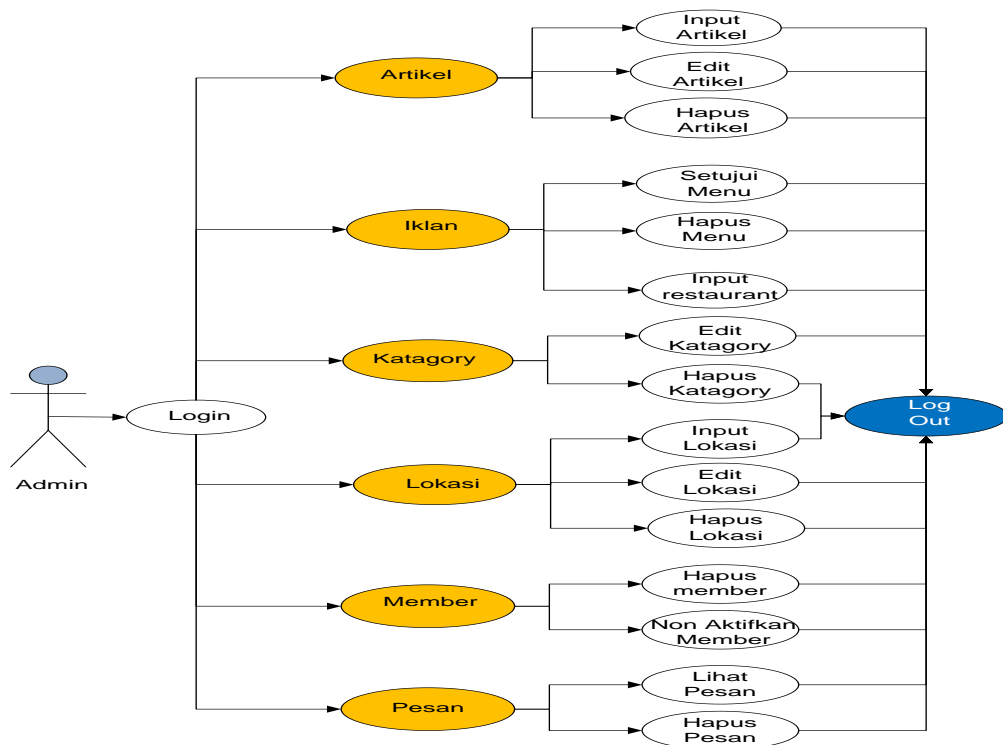 Input
Artikel
Artikel
Edit
Artikel
Hapus
Artikel
Iklan
Setujui
Menu
Hapus
Menu
Input
restaurant
Katagory
Edit
Katagory
Hapus
Katagory
Admin
Login
Log
Out
Lokasi
Input
Lokasi
Edit
Lokasi
Hapus
Lokasi
Member
Hapus
member
Non Aktifkan
Member
Pesan
Lihat
Pesan
Hapus
Pesan